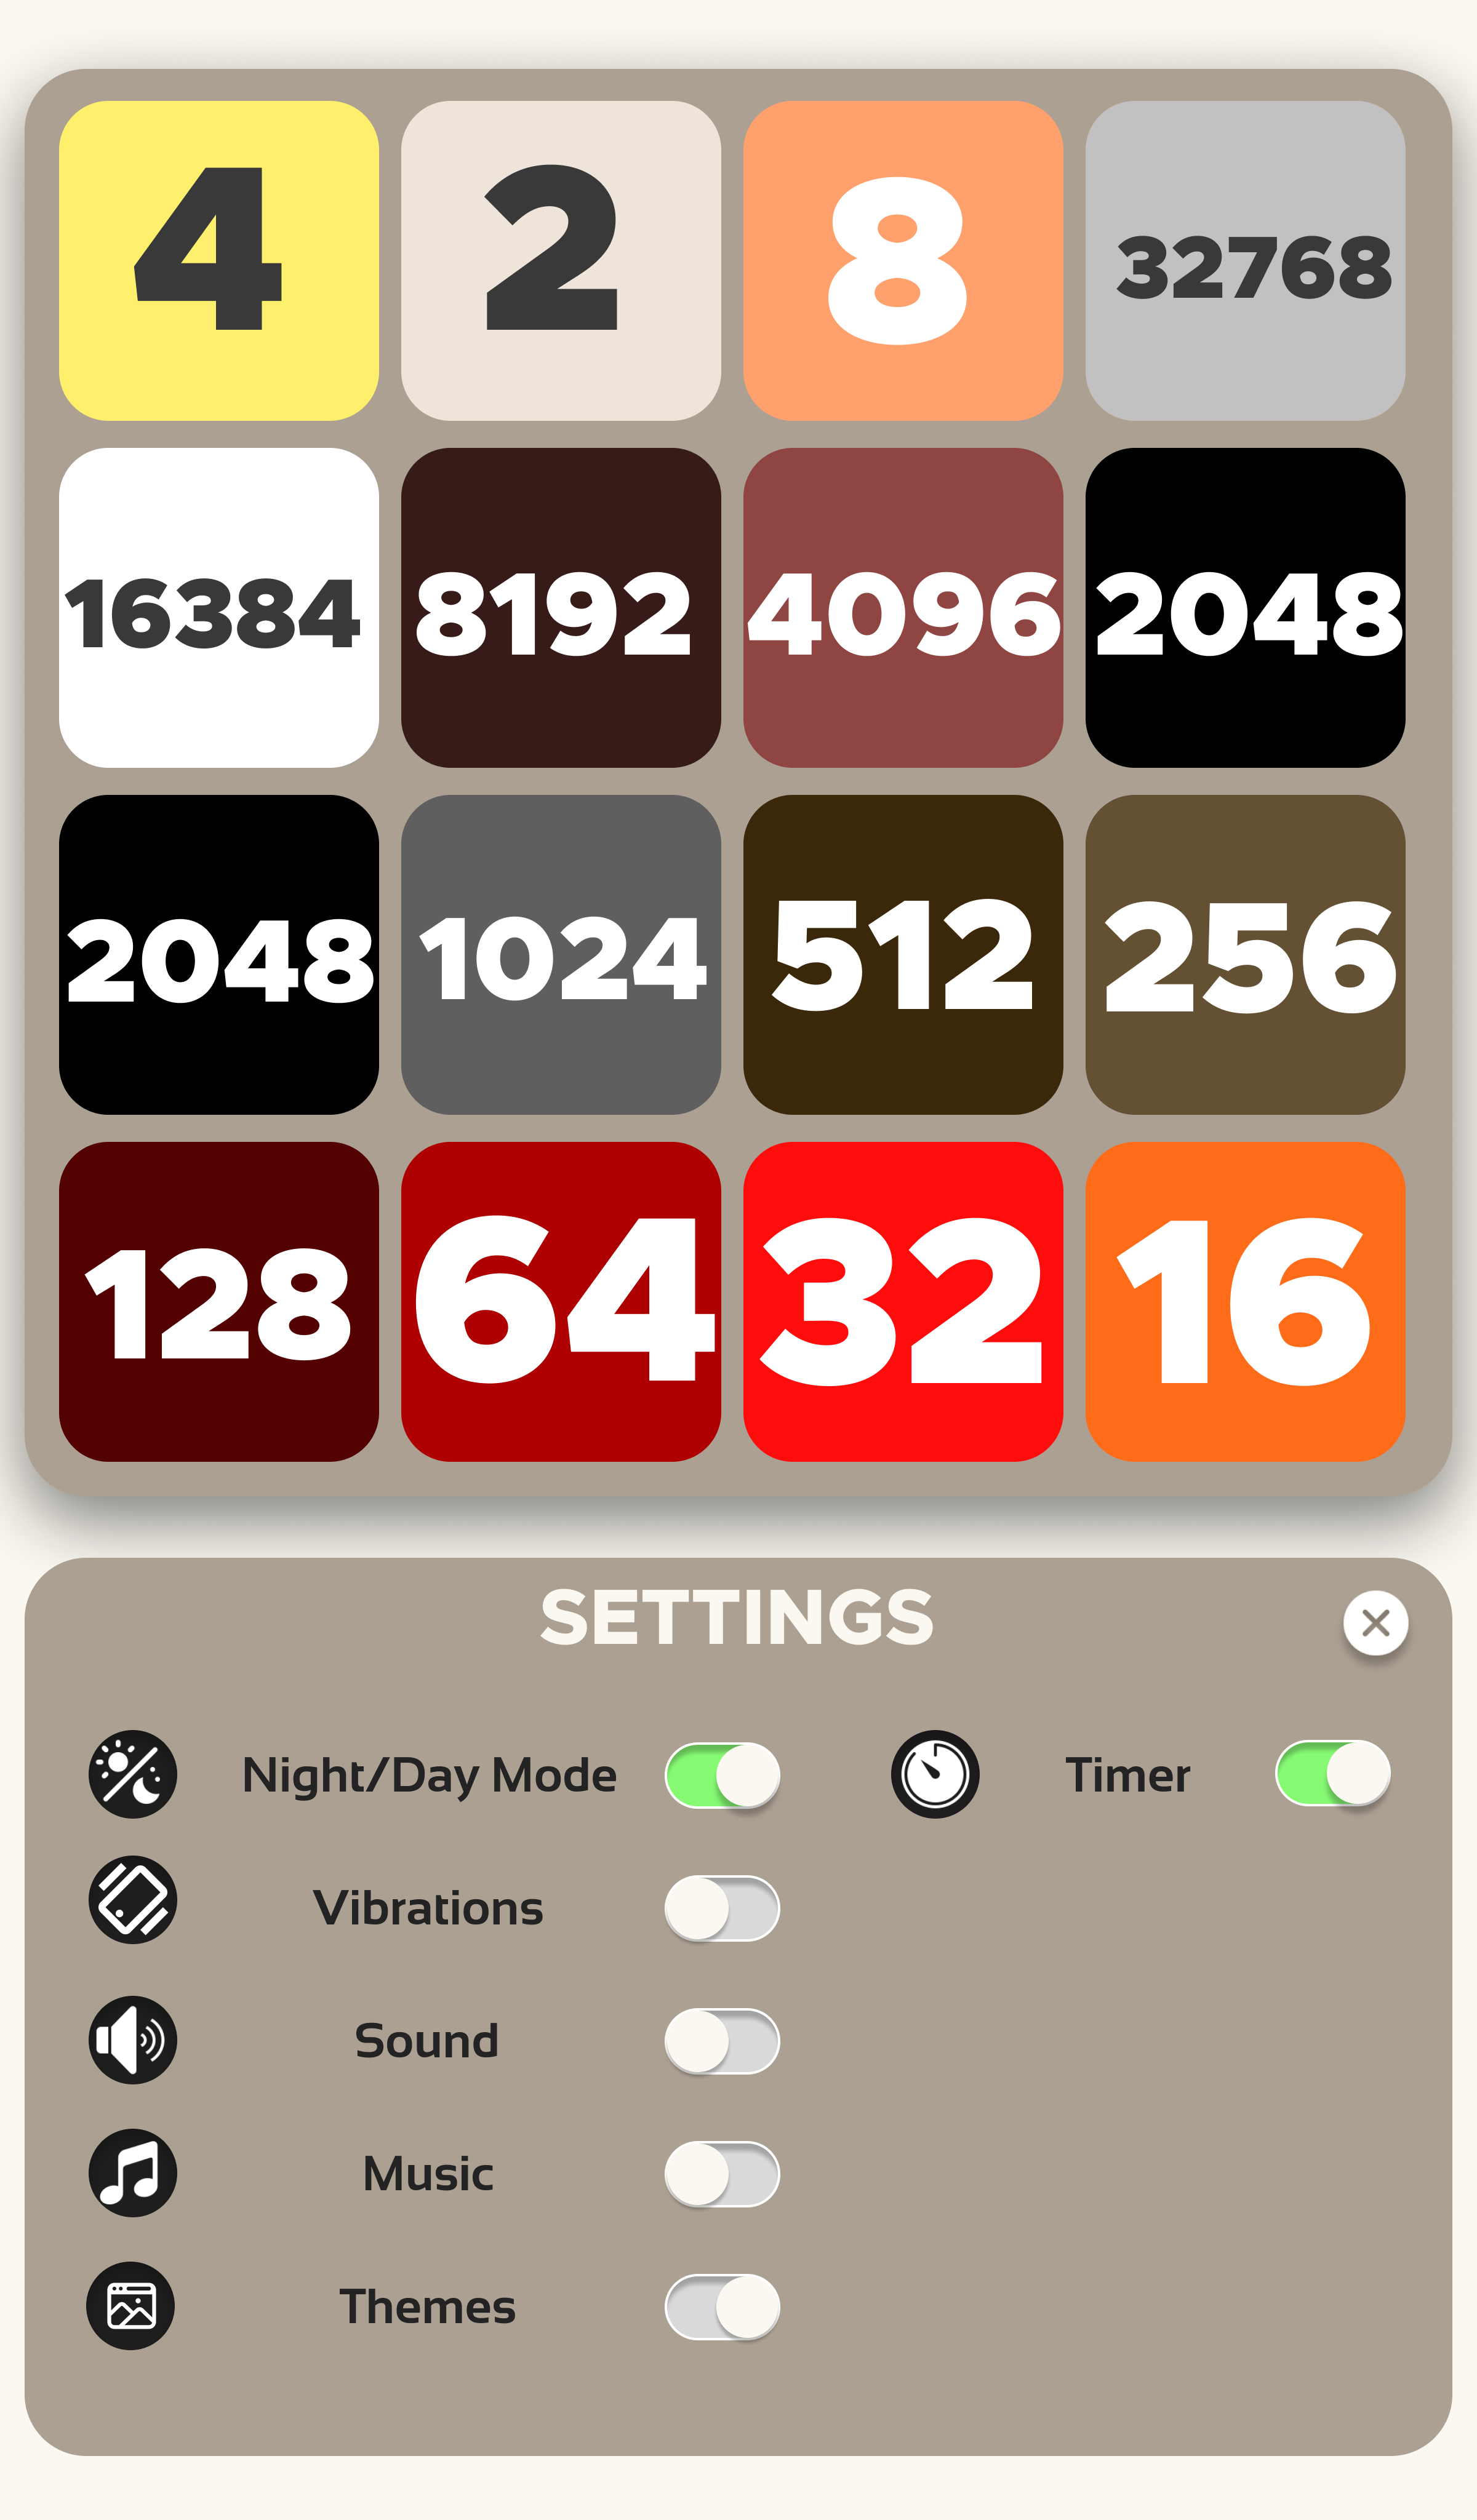 4 2 8 32768
16384 8192 4096 2048
2048 1024 512 256
128 64 32 16
SETTINGS
Night/Day Mode Timer
Vibrations
Sound
Music
Themes